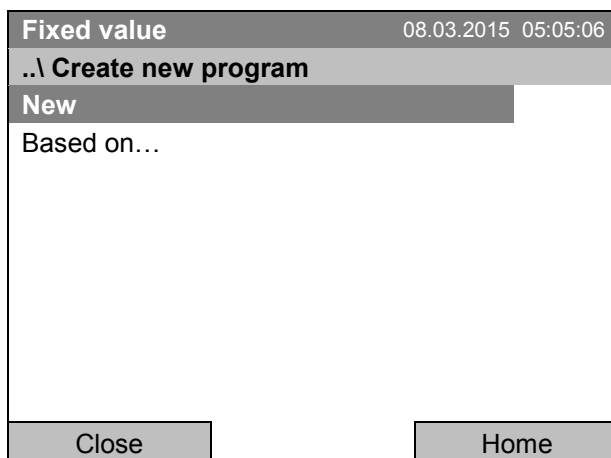 Fixed value 08.03.2015 05:05:06
..\ Create new program
New
Based on…
Close Home